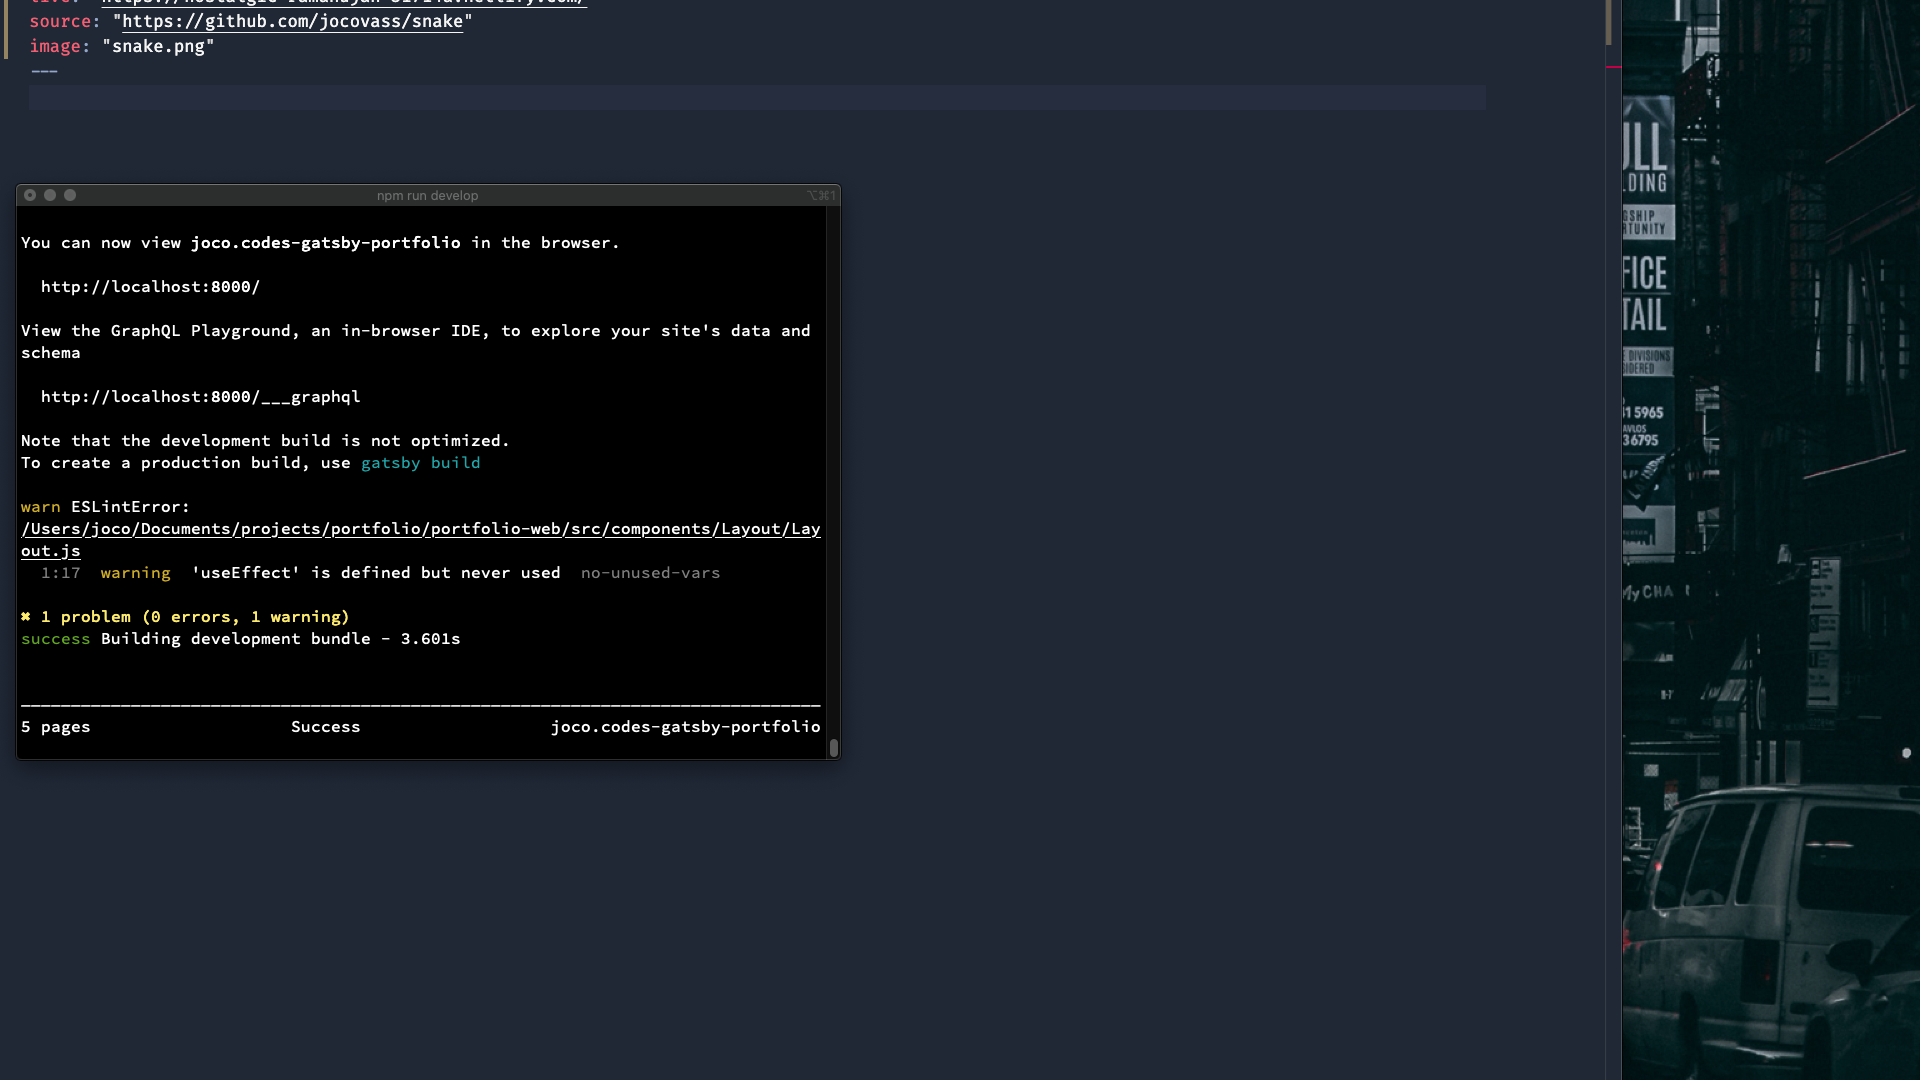 source: "https://github.com/jocovass/snake"
image: "snake.png"
---
npm run develop
⌥⌘1
You can now view joco.codes-gatsby-portfolio in the browser.
http://localhost:8000/
View the GraphQL Playground, an in-browser IDE, to explore your site's data and
schema
http://localhost:8000/___graphql
Note that the development build is not optimized.
To create a production build, use gatsby build
warn ESLintError:
/Users/joco/Documents/projects/portfolio/portfolio-web/src/components/Layout/Lay
out.js
1:17 warning 'useEffect' is defined but never used no-unused-vars
✖ 1 problem (0 errors, 1 warning)
success Building development bundle - 3.601s
5 pages Success joco.codes-gatsby-portfolio
ULL
LDING
RTUNITY
FICE
TAIL
E DIVISIONS
SIDERED
1 5965
36795
My CHA